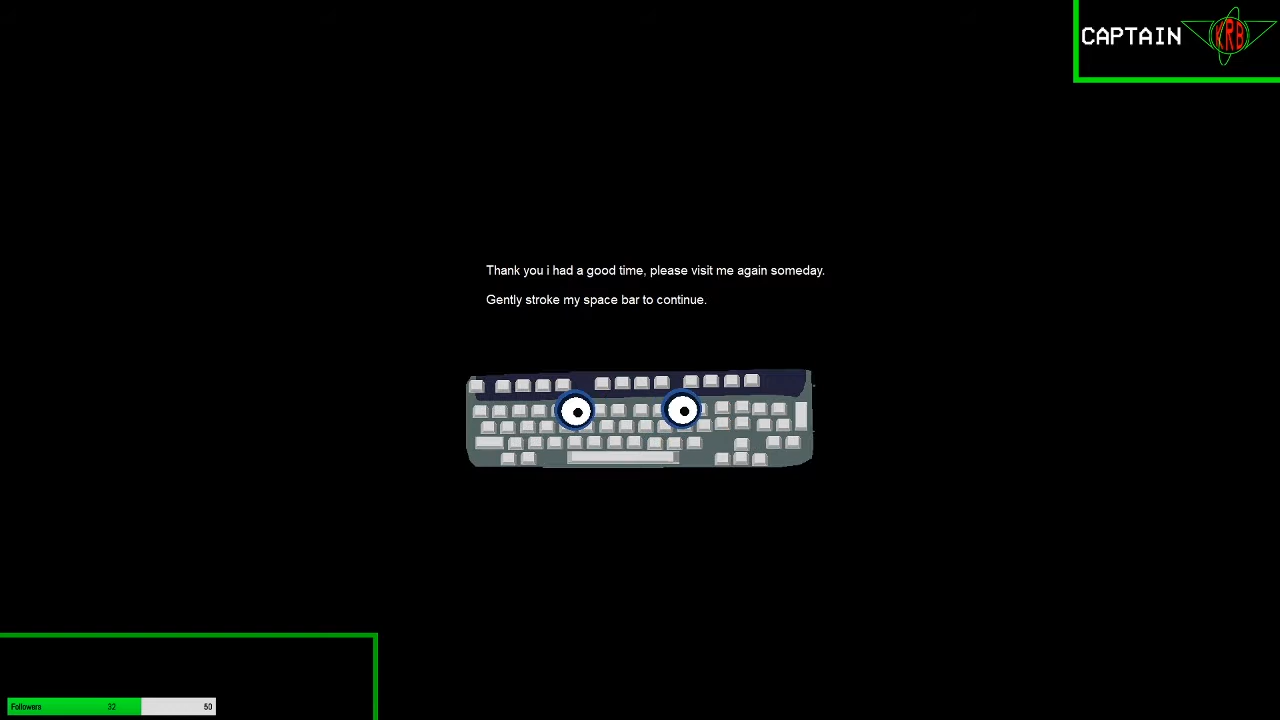 CAPTAIN KRB
Thank you i had a good time, please visit me again someday.
Gently stroke my space bar to continue.
Followers 32 50